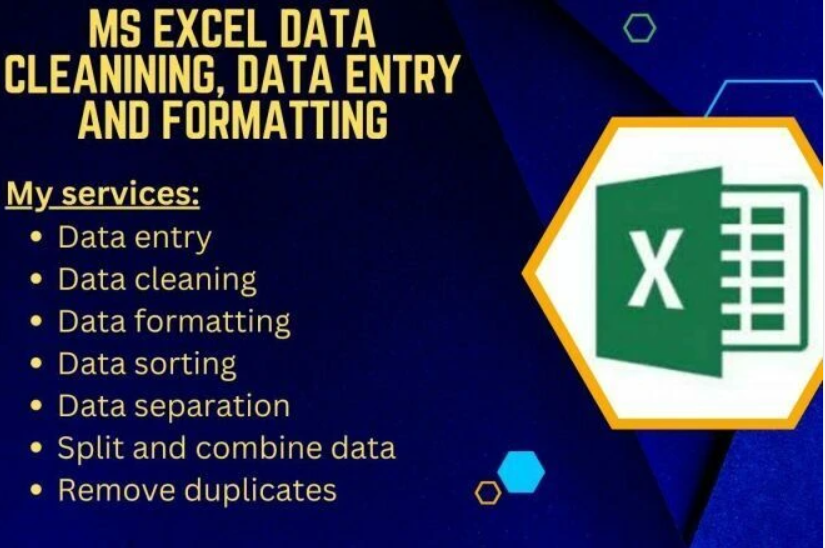 MS EXCEL DATA
CLEANINING, DATA ENTRY
AND FORMATTING
My services:
• Data entry
• Data cleaning
• Data formatting
• Data sorting
• Data separation
• Split and combine data
• Remove duplicates
X